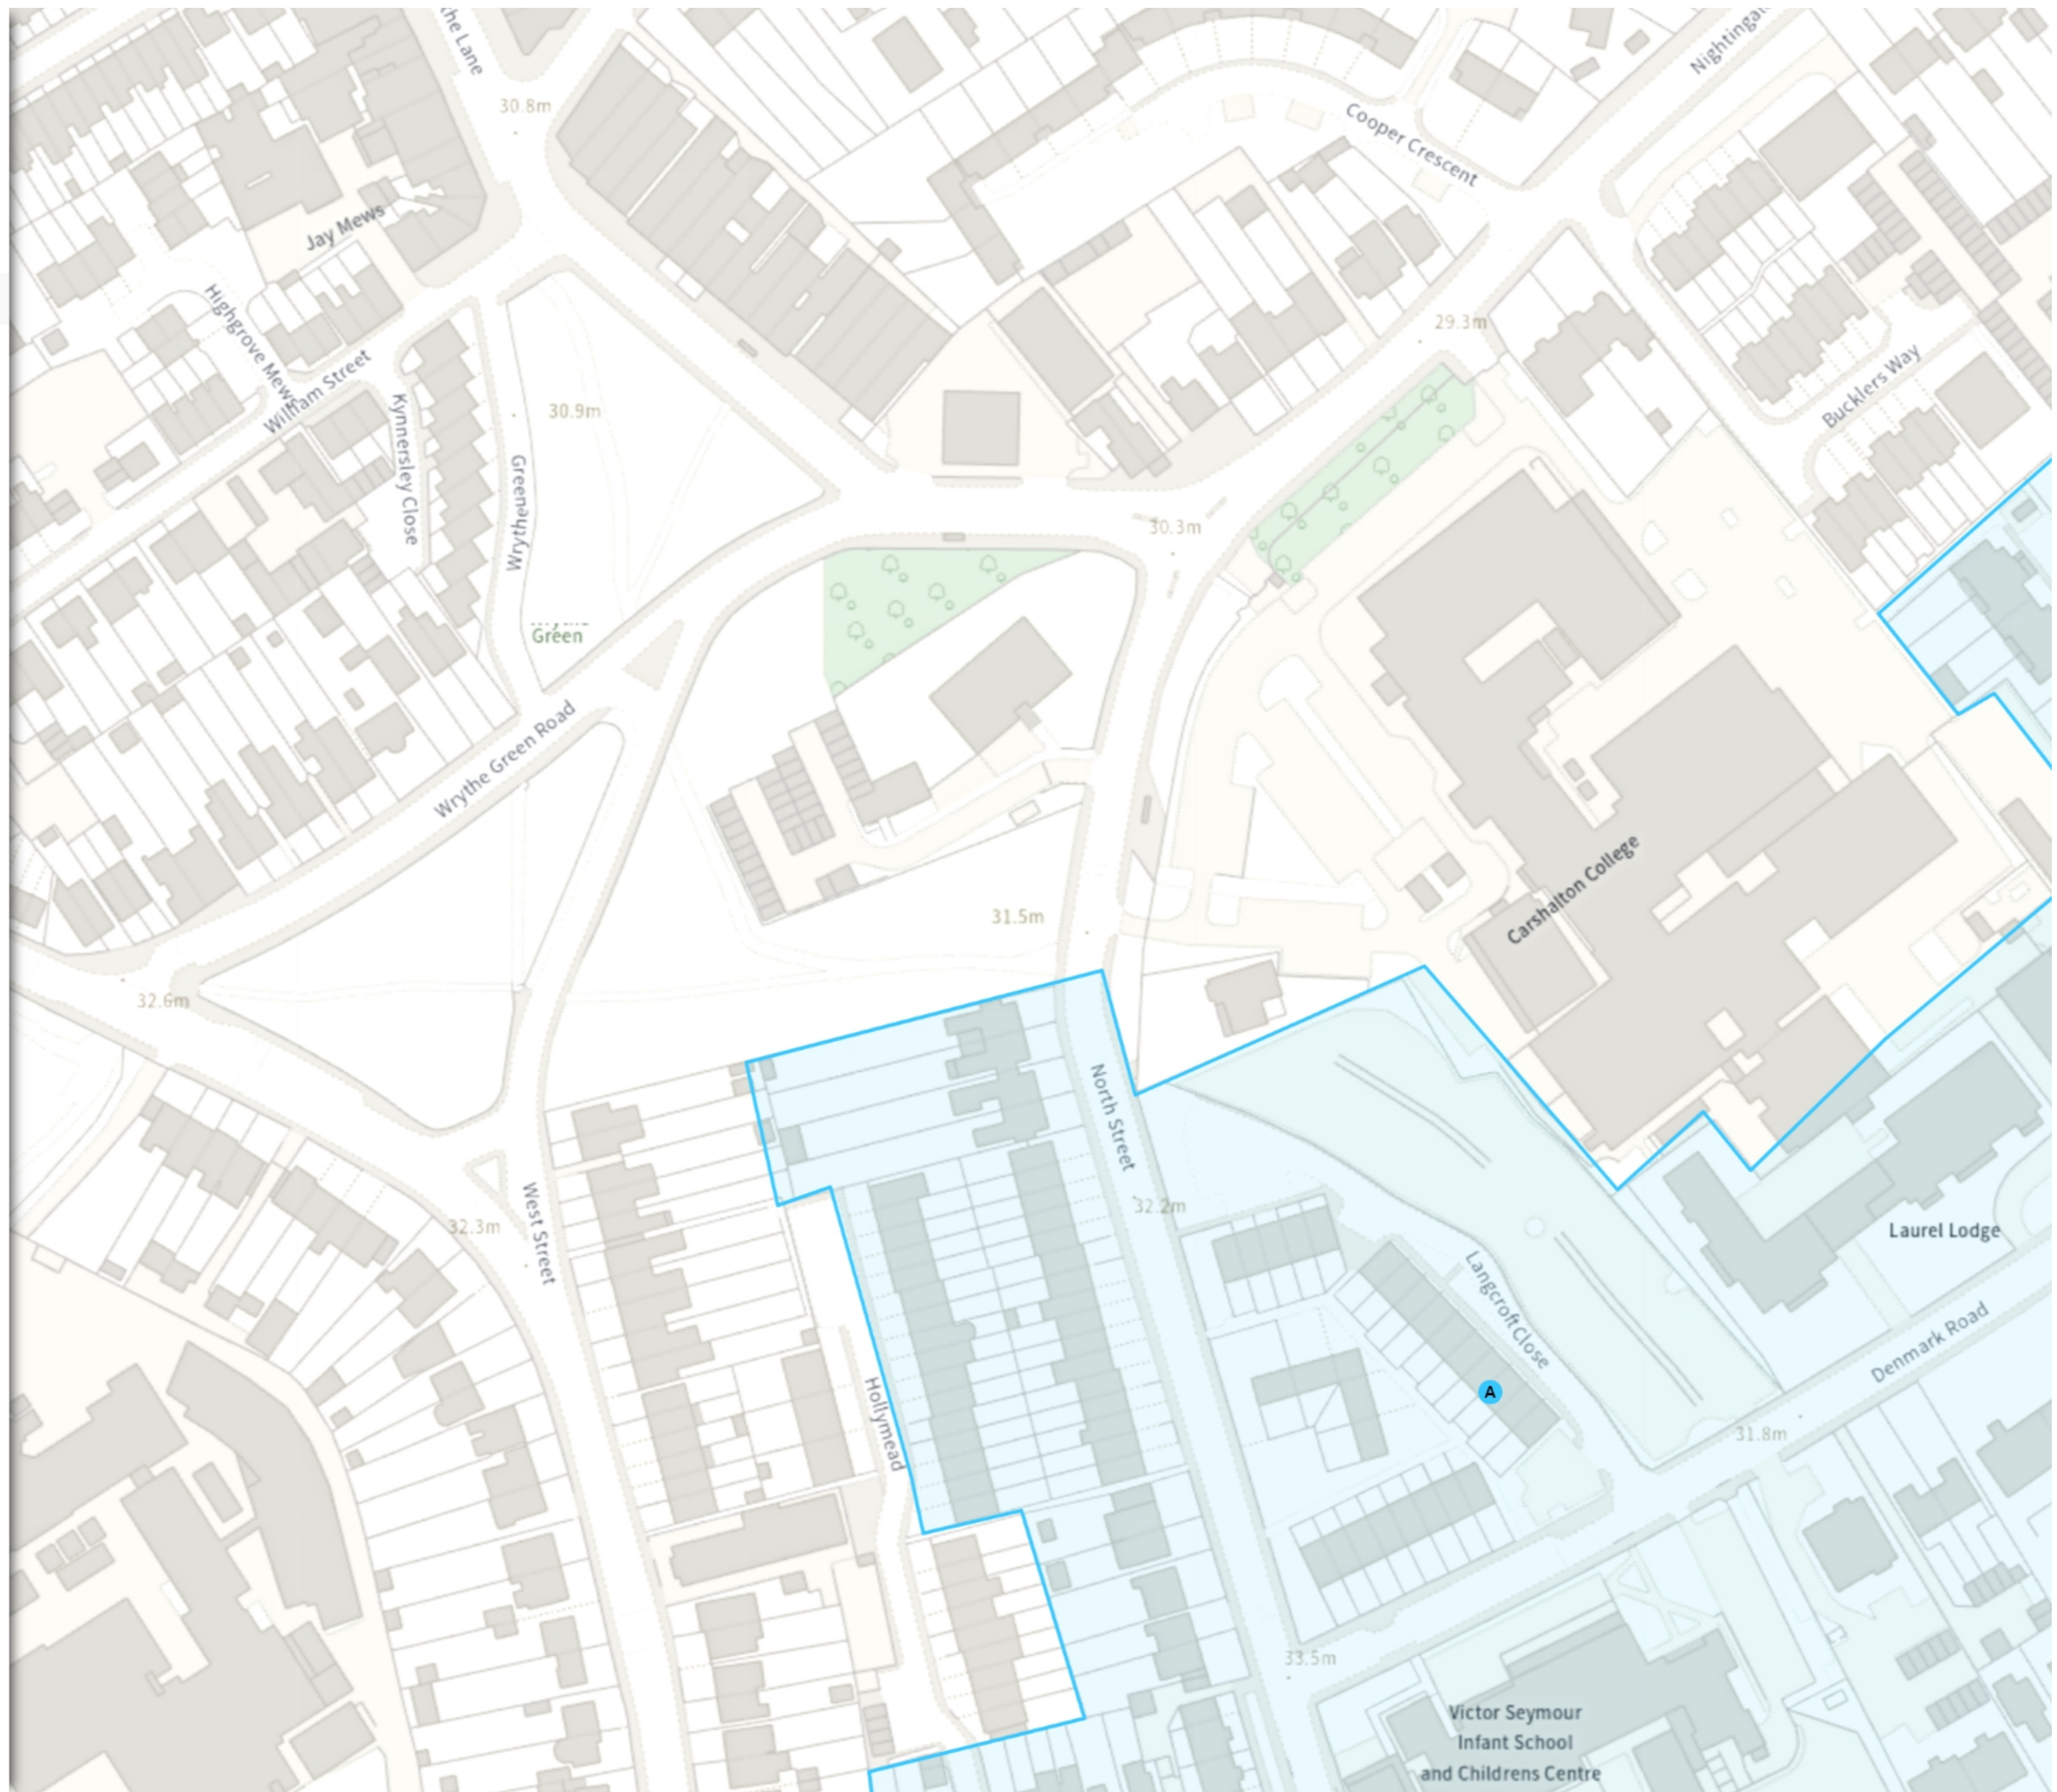 the Lane
Nightingal
30.8m
Cooper Crescent
Jay Mews
Highgrove Mews
29.3m
William Street
Bucklers Way
30.9m
Kynnersley Close
Wrythe
Green
30.3m
Green
Wrythe Green Road
Carshalton College
31.5m
32.6m
North Street
32.2m
32.3m
West Street
Laurel Lodge
Langcroft Close
Denmark Road
A
31.8m
Hollymead
33.5m
Victor Seymour
Infant School
and Childrens Centre